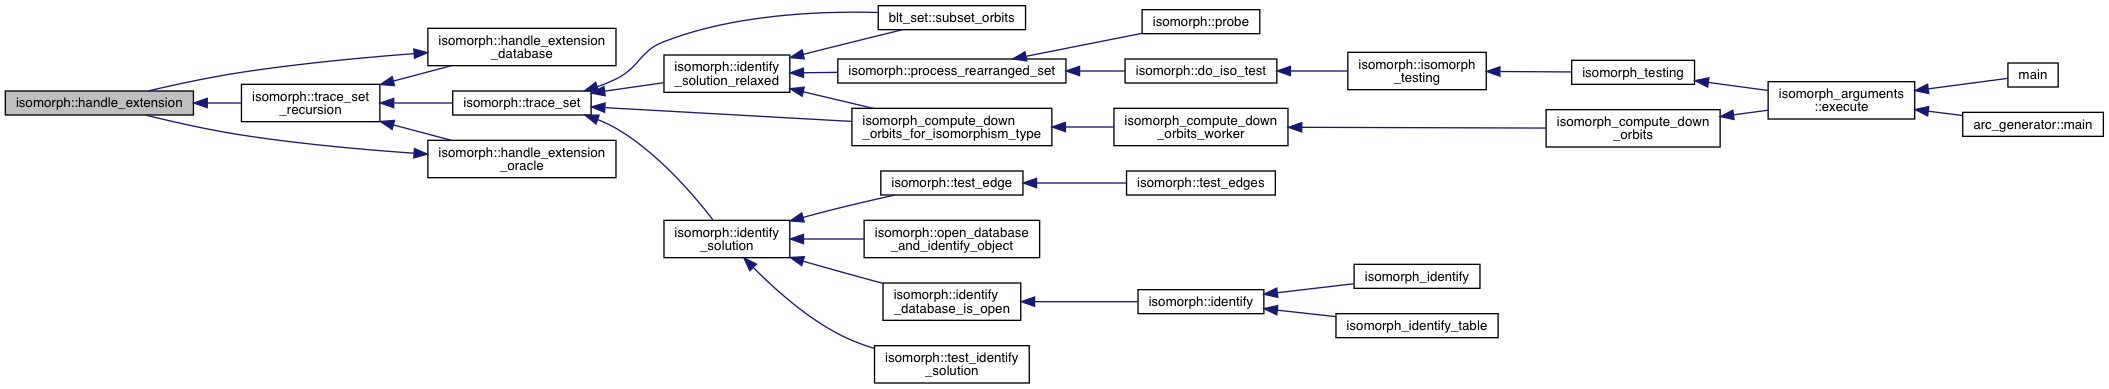 isomorph::handle_extension
isomorph::handle_extension
_database
isomorph::trace_set
_recursion
isomorph::handle_extension
_oracle
isomorph::trace_set
blt_set::subset_orbits
isomorph::identify
_solution_relaxed
isomorph::process_rearranged_set
isomorph::probe
isomorph::do_iso_test
isomorph::isomorph
_testing
isomorph_testing
isomorph_arguments
::execute
main
arc_generator::main
isomorph_compute_down
_orbits_for_isomorphism_type
isomorph_compute_down
_orbits_worker
isomorph_compute_down
_orbits
isomorph::identify
_solution
isomorph::test_edge
isomorph::test_edges
isomorph::open_database
_and_identify_object
isomorph::identify
_database_is_open
isomorph::identify
isomorph_identify
isomorph_identify_table
isomorph::test_identify
_solution